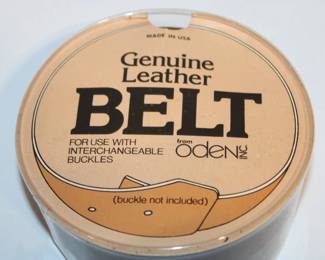 MADE IN USA
Genuine
Leather
BELT
FOR USE WITH
INTERCHANGEABLE
BUCKLES
from
oden INC
(buckle not included)